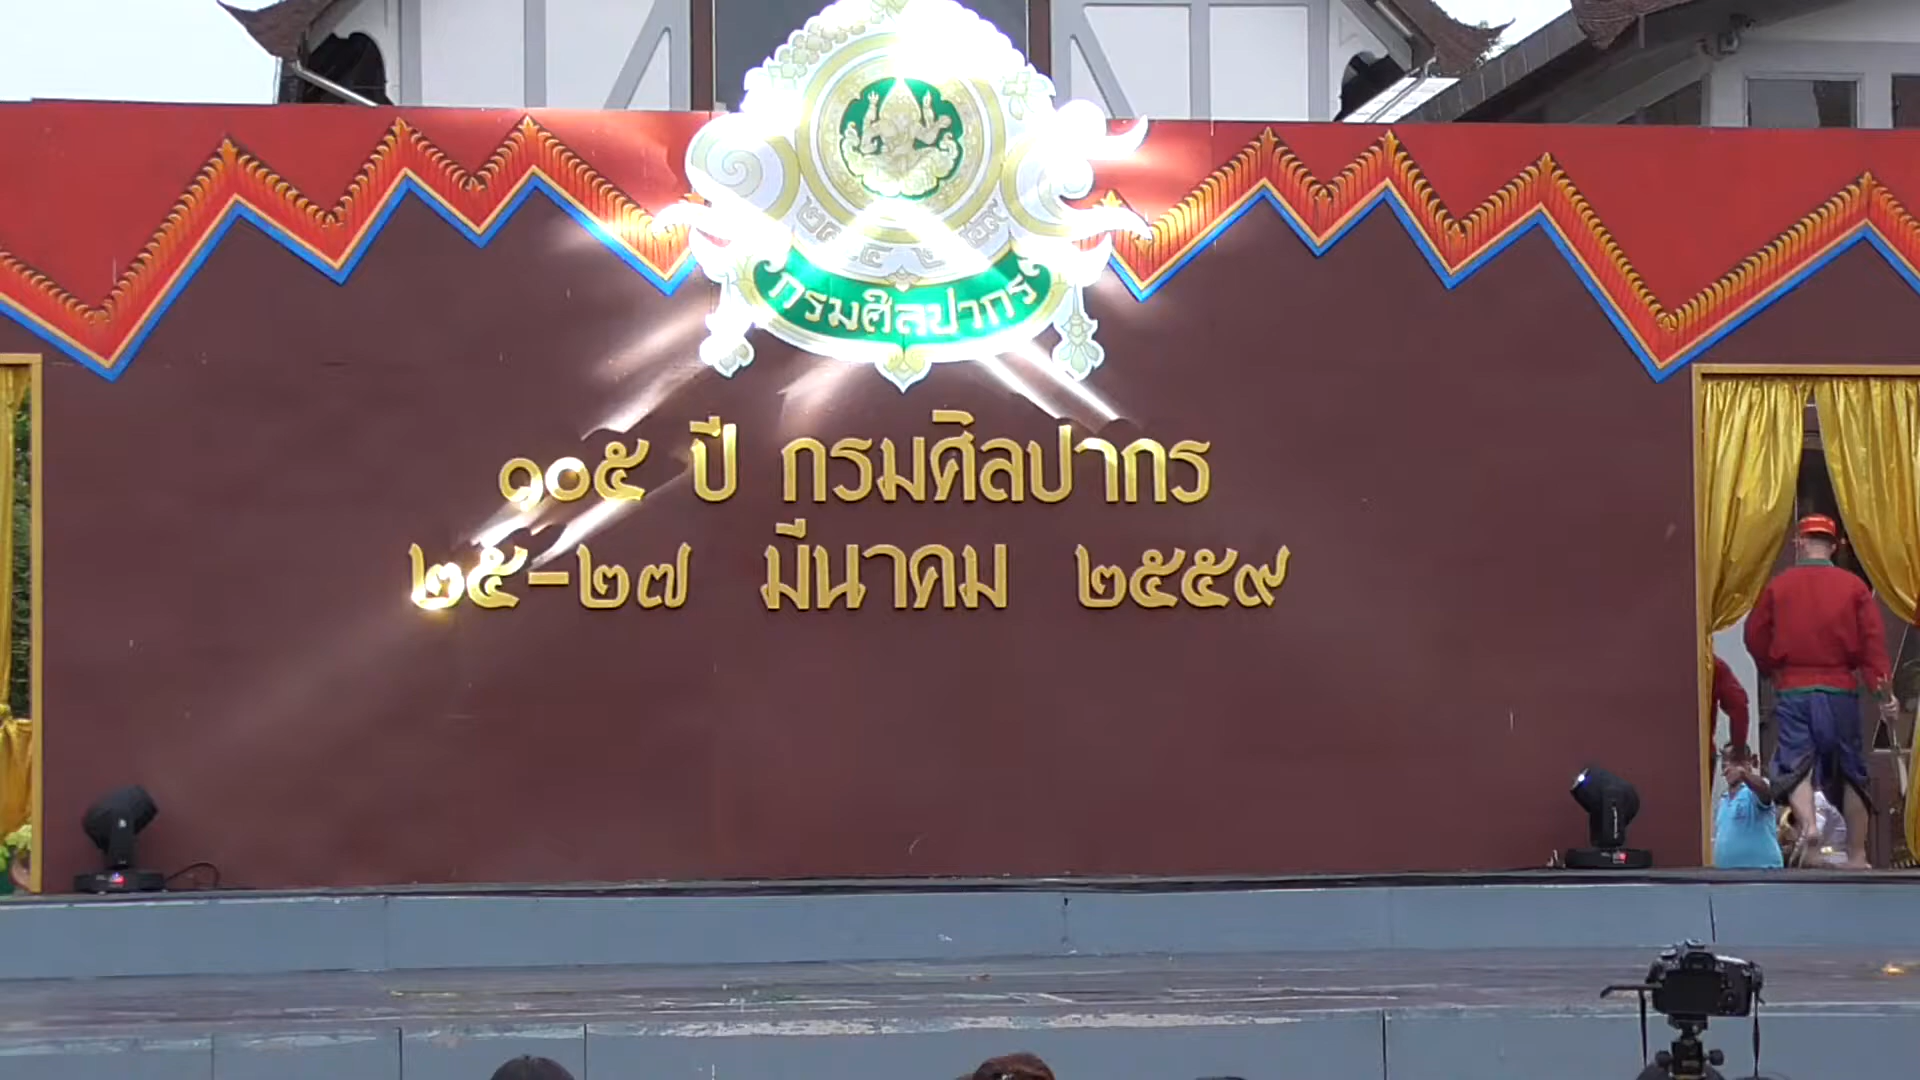 กรมศิลปากร
๑๐๕ ปี กรมศิลปากร
๒๕-๒๗ มีนาคม ๒๕๕๙